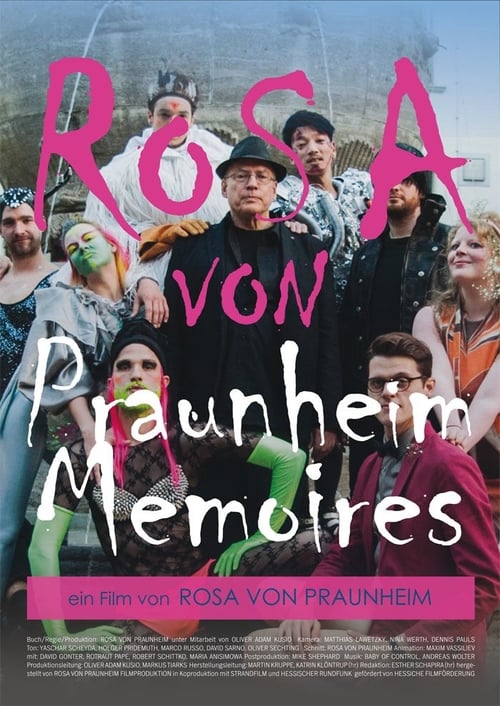 RoSA
von
Praunheim
Memoires
ein Film von ROSA VON PRAUNHEIM
Buch/Regie/Produktion: ROSA VON PRAUNHEIM unter Mitarbeit von OLIVER ADAM KUSIO Kamera: MATTHIAS LAWETZKY, NINA WERTH, DENNIS PAULS
Ton: YASCHAR SCHEYDA, HOLGER PRIDEMUTH, MARCO RUSSO, DAVID SARNO, OLIVER SECHTING Schnitt: ROSA VON PRAUNHEIM Animation: MAXIM VASSILIEV
mit: DAVID GONTER, ROTRAUT PAPE, ROBERT SCHITTKO, MARIA ANISIMOWA Postproduktion: MIKE SHEPHARD Musik: BABY OF CONTROL, ANDREAS WOLTER
Produktionsleitung: OLIVER ADAM KUSIO, MARKUS TIARKS Herstellungsleitung: MARTIN KRUPPE, KATRIN KLÖNTRUP (hr) Redaktion: ESTHER SCHAPIRA (hr) herge-
stellt von ROSA VON PRAUNHEIM FILMPRODUKTION in Koproduktion mit STRANDFILM und HESSISCHER RUNDFUNK gefördert von HESSICHE FILMFÖRDERUNG